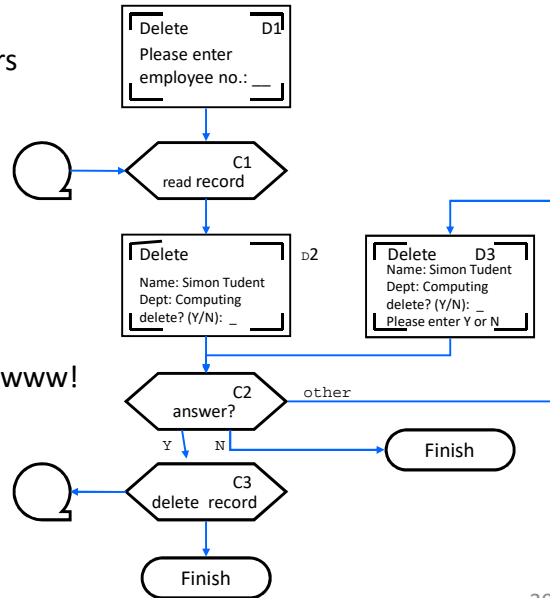 rs
Delete D1
Please enter
employee no.: __
C1
read record
Delete
D2
Name: Simon Tudent
Dept: Computing
delete? (Y/N): _
Delete D3
Name: Simon Tudent
Dept: Computing
delete? (Y/N): _
Please enter Y or N
www!
C2
answer?
other
Y N
Finish
C3
delete record
Finish